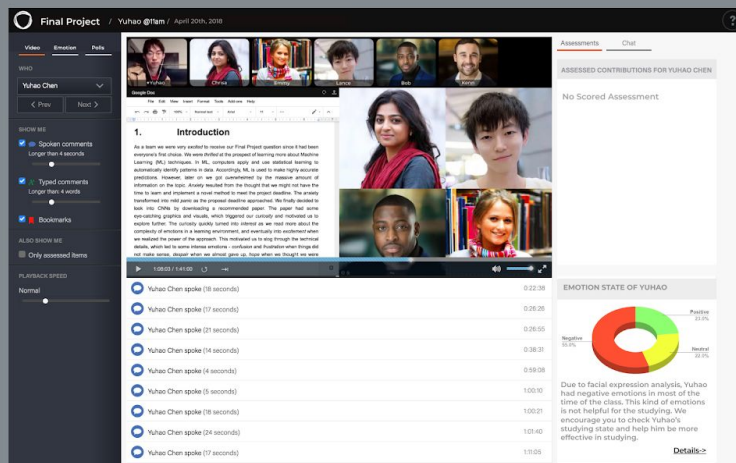 Final Project / Yuhao @11am / April 20th, 2018
?
Video Emotion Polls
WHO
Yuhao Chen
< Prev Next >
SHOW ME
Spoken comments
Longer than 4 seconds
Typed comments
Longer than 4 words
Bookmarks
ALSO SHOW ME
Only assessed items
PLAYBACK SPEED
Normal
Yuhao Chrisa Emmy Lance Bob Kenn
Google Doc
File Edit View Insert Format Tools Add-ons Help
1. Introduction
As a team we were very excited to receive our Final Project question since it had been
everyone's first choice. We were thrilled at the prospect of learning more about Machine
Learning (ML) techniques. In ML, computers apply and use statistical learning to
automatically identify patterns in data. Accordingly, ML is used to make highly accurate
predictions. However, later on we got overwhelmed by the massive amount of
information on the topic. Anxiety resulted from the thought that we might not have the
time to learn and implement a novel method to meet the project deadline. The anxiety
transformed into mild panic as the proposal deadline approached. We finally decided to
look into CNNs by downloading a recommended paper. The paper had some
eye-catching graphics and visuals, which triggered our curiosity and motivated us to
explore further. The curiosity quickly turned into interest as we read more about the
complexity of emotions in a learning environment, and eventually into excitement when
we realized the power of the approach. This motivated us to slog through the technical
details, which led to some intense emotions - confusion and frustration when things did
not make sense, despair when we almost gave up, hope when we thought we were
1:08:03 / 1:41:00
Yuhao Chen spoke (18 seconds) 0:22:38
Yuhao Chen spoke (17 seconds) 0:26:26
Yuhao Chen spoke (21 seconds) 0:26:55
Yuhao Chen spoke (14 seconds) 0:38:31
Yuhao Chen spoke (4 seconds) 0:59:08
Yuhao Chen spoke (5 seconds) 1:00:10
Yuhao Chen spoke (18 seconds) 1:00:21
Yuhao Chen spoke (24 seconds) 1:01:40
Yuhao Chen spoke (17 seconds) 1:11:05
Assessments Chat
ASSESSED CONTRIBUTIONS FOR YUHAO CHEN
No Scored Assessment
EMOTION STATE OF YUHAO
Positive
Negative
Neutral
Due to facial expression analysis, Yuhao
had negative emotions in most of the
time of the class. This kind of emotions
is not helpful for the studying. We
encourage you to check Yuhao's
studying state and help him be more
effective in studying.
Details->